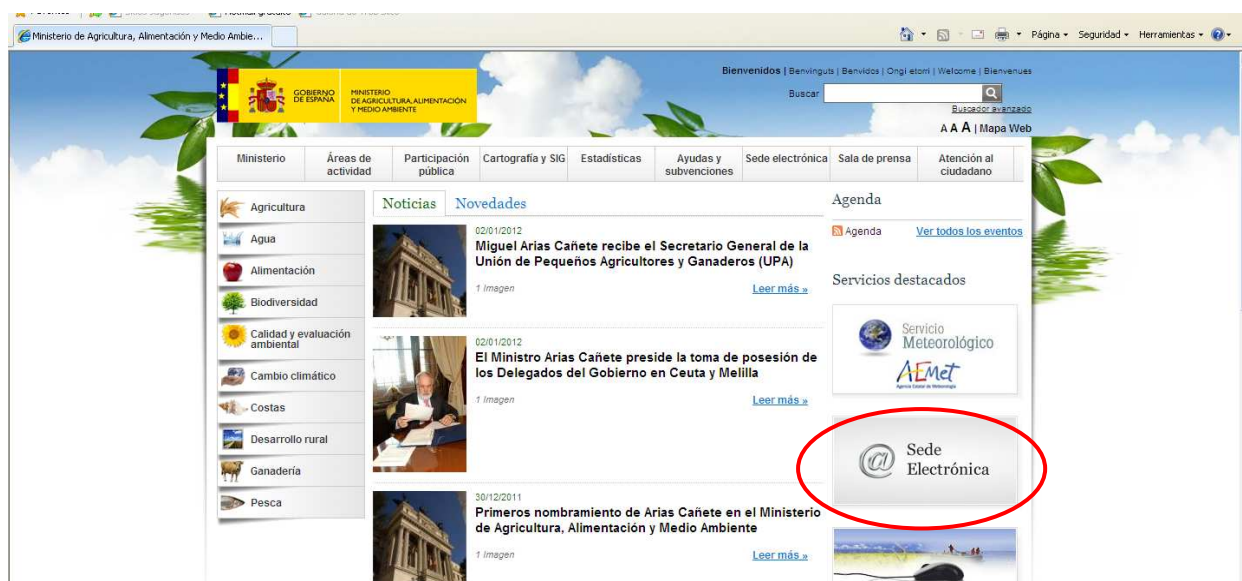 Ministerio de Agricultura, Alimentación y Medio Ambie...
Página
Seguridad
Herramientas
Bienvenidos | Benvinguts | Benvidos | Ongi etorri | Welcome | Bienvenues
Buscar
Buscador avanzado
A A A | Mapa Web
GOBIERNO
DE ESPAÑA
MINISTERIO
DE AGRICULTURA, ALIMENTACIÓN
Y MEDIO AMBIENTE
Ministerio
Áreas de
actividad
Participación
pública
Cartografía y SIG
Estadísticas
Ayudas y
subvenciones
Sede electrónica
Sala de prensa
Atención al
ciudadano
Agricultura
Agua
Alimentación
Biodiversidad
Calidad y evaluación
ambiental
Cambio climático
Costas
Desarrollo rural
Ganadería
Pesca
Noticias
Novedades
02/01/2012
Miguel Arias Cañete recibe el Secretario General de la
Unión de Pequeños Agricultores y Ganaderos (UPA)
1 Imagen
Leer más »
02/01/2012
El Ministro Arias Cañete preside la toma de posesión de
los Delegados del Gobierno en Ceuta y Melilla
1 Imagen
Leer más »
30/12/2011
Primeros nombramiento de Arias Cañete en el Ministerio
de Agricultura, Alimentación y Medio Ambiente
1 Imagen
Leer más »
Agenda
Agenda
Ver todos los eventos
Servicios destacados
Servicio
Meteorológico
AEMet
Agencia Estatal de Meteorología
@ Sede
Electrónica